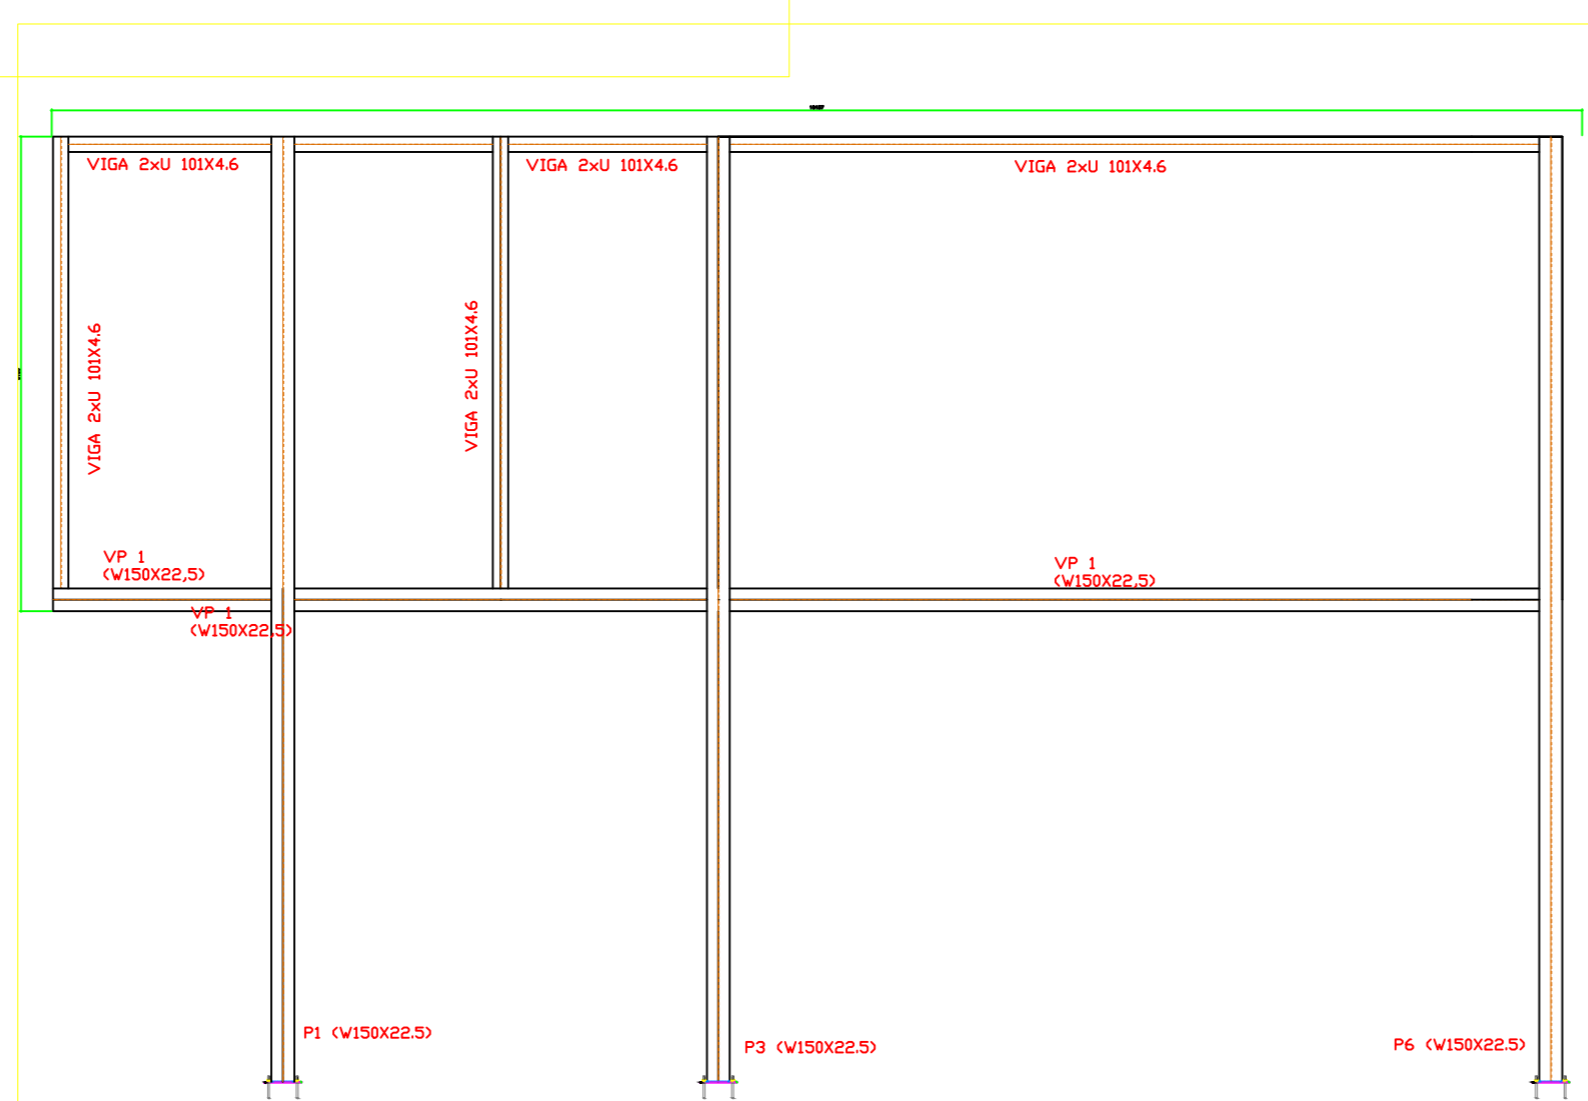 VIGA 2xU 101X4.6
VIGA 2xU 101X4.6
VIGA 2xU 101X4.6
VIGA 2xU 101X4.6
VIGA 2xU 101X4.6
VP 1
(W150X22,5)
VP 1
(W150X22,5)
VP 1
(W150X22,5)
P1 (W150X22.5)
P3 (W150X22.5)
P6 (W150X22.5)